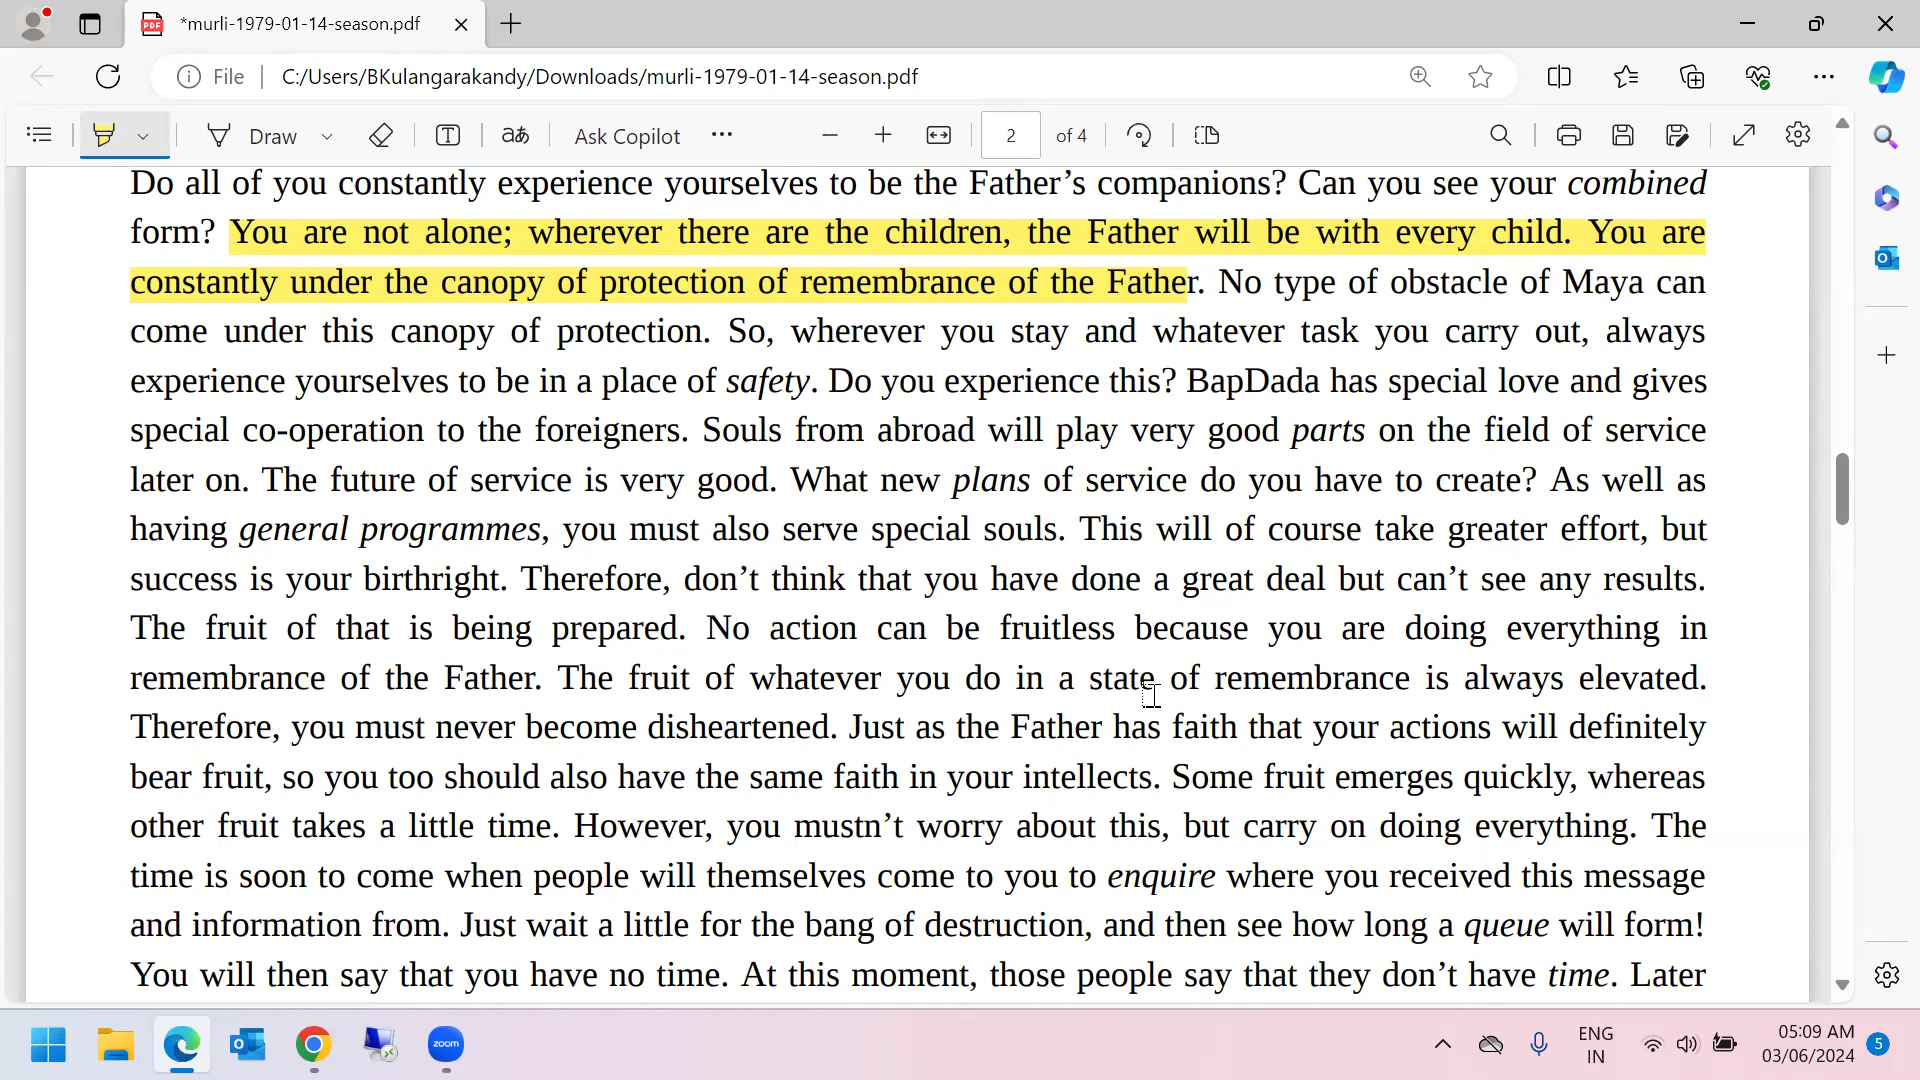 *murli-1979-01-14-season.pdf
File
C:/Users/BKulangarakandy/Downloads/murli-1979-01-14-season.pdf
Draw
aあ
Ask Copilot
2
of 4
Do all of you constantly experience yourselves to be the Father’s companions? Can you see your combined
form? You are not alone; wherever there are the children, the Father will be with every child. You are
constantly under the canopy of protection of remembrance of the Father. No type of obstacle of Maya can
come under this canopy of protection. So, wherever you stay and whatever task you carry out, always
experience yourselves to be in a place of safety. Do you experience this? BapDada has special love and gives
special co-operation to the foreigners. Souls from abroad will play very good parts on the field of service
later on. The future of service is very good. What new plans of service do you have to create? As well as
having general programmes, you must also serve special souls. This will of course take greater effort, but
success is your birthright. Therefore, don’t think that you have done a great deal but can’t see any results.
The fruit of that is being prepared. No action can be fruitless because you are doing everything in
remembrance of the Father. The fruit of whatever you do in a state of remembrance is always elevated.
Therefore, you must never become disheartened. Just as the Father has faith that your actions will definitely
bear fruit, so you too should also have the same faith in your intellects. Some fruit emerges quickly, whereas
other fruit takes a little time. However, you mustn’t worry about this, but carry on doing everything. The
time is soon to come when people will themselves come to you to enquire where you received this message
and information from. Just wait a little for the bang of destruction, and then see how long a queue will form!
You will then say that you have no time. At this moment, those people say that they don’t have time. Later
zoom
ENG
IN
05:09 AM
03/06/2024
5